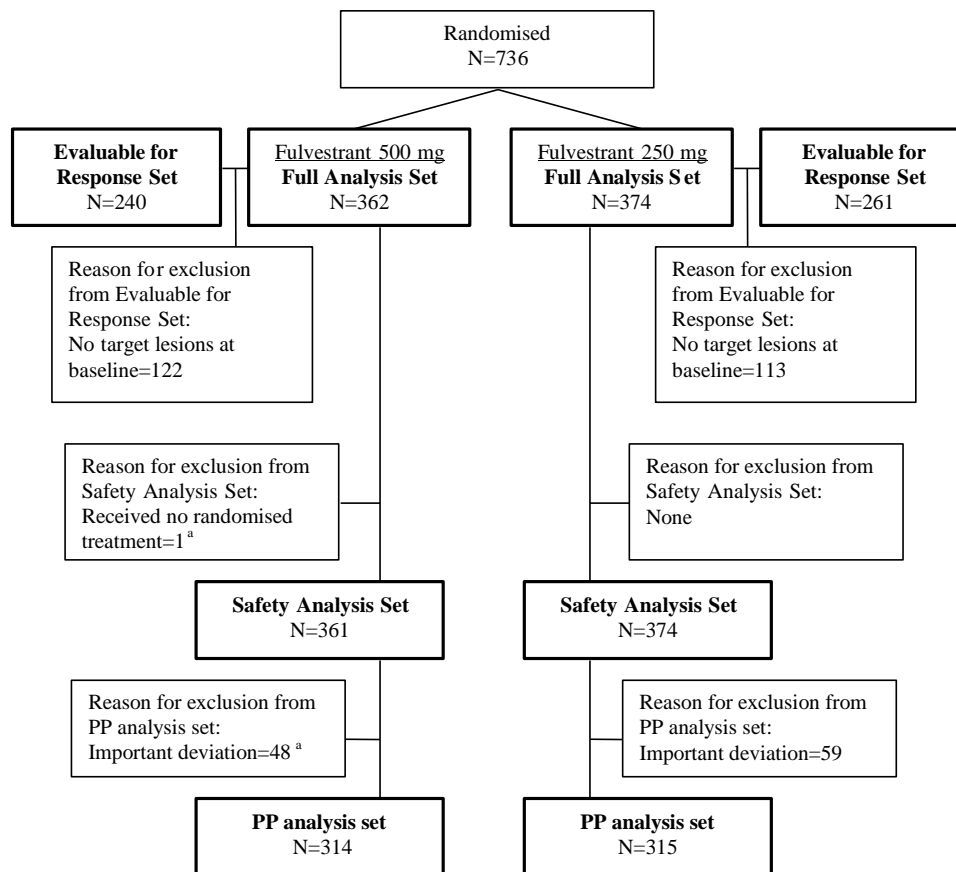 Randomised
N=736
Evaluable for
Response Set
N=240
Fulvestrant 500 mg
Full Analysis Set
N=362
Fulvestrant 250 mg
Full Analysis Set
N=374
Evaluable for
Response Set
N=261
Reason for exclusion
from Evaluable for
Response Set:
No target lesions at
baseline=122
Reason for exclusion
from Evaluable for
Response Set:
No target lesions at
baseline=113
Reason for exclusion from
Safety Analysis Set:
Received no randomised
treatment=1 a
Reason for exclusion from
Safety Analysis Set:
None
Safety Analysis Set
N=361
Safety Analysis Set
N=374
Reason for exclusion from
PP analysis set:
Important deviation=48 a
Reason for exclusion from
PP analysis set:
Important deviation=59
PP analysis set
N=314
PP analysis set
N=315